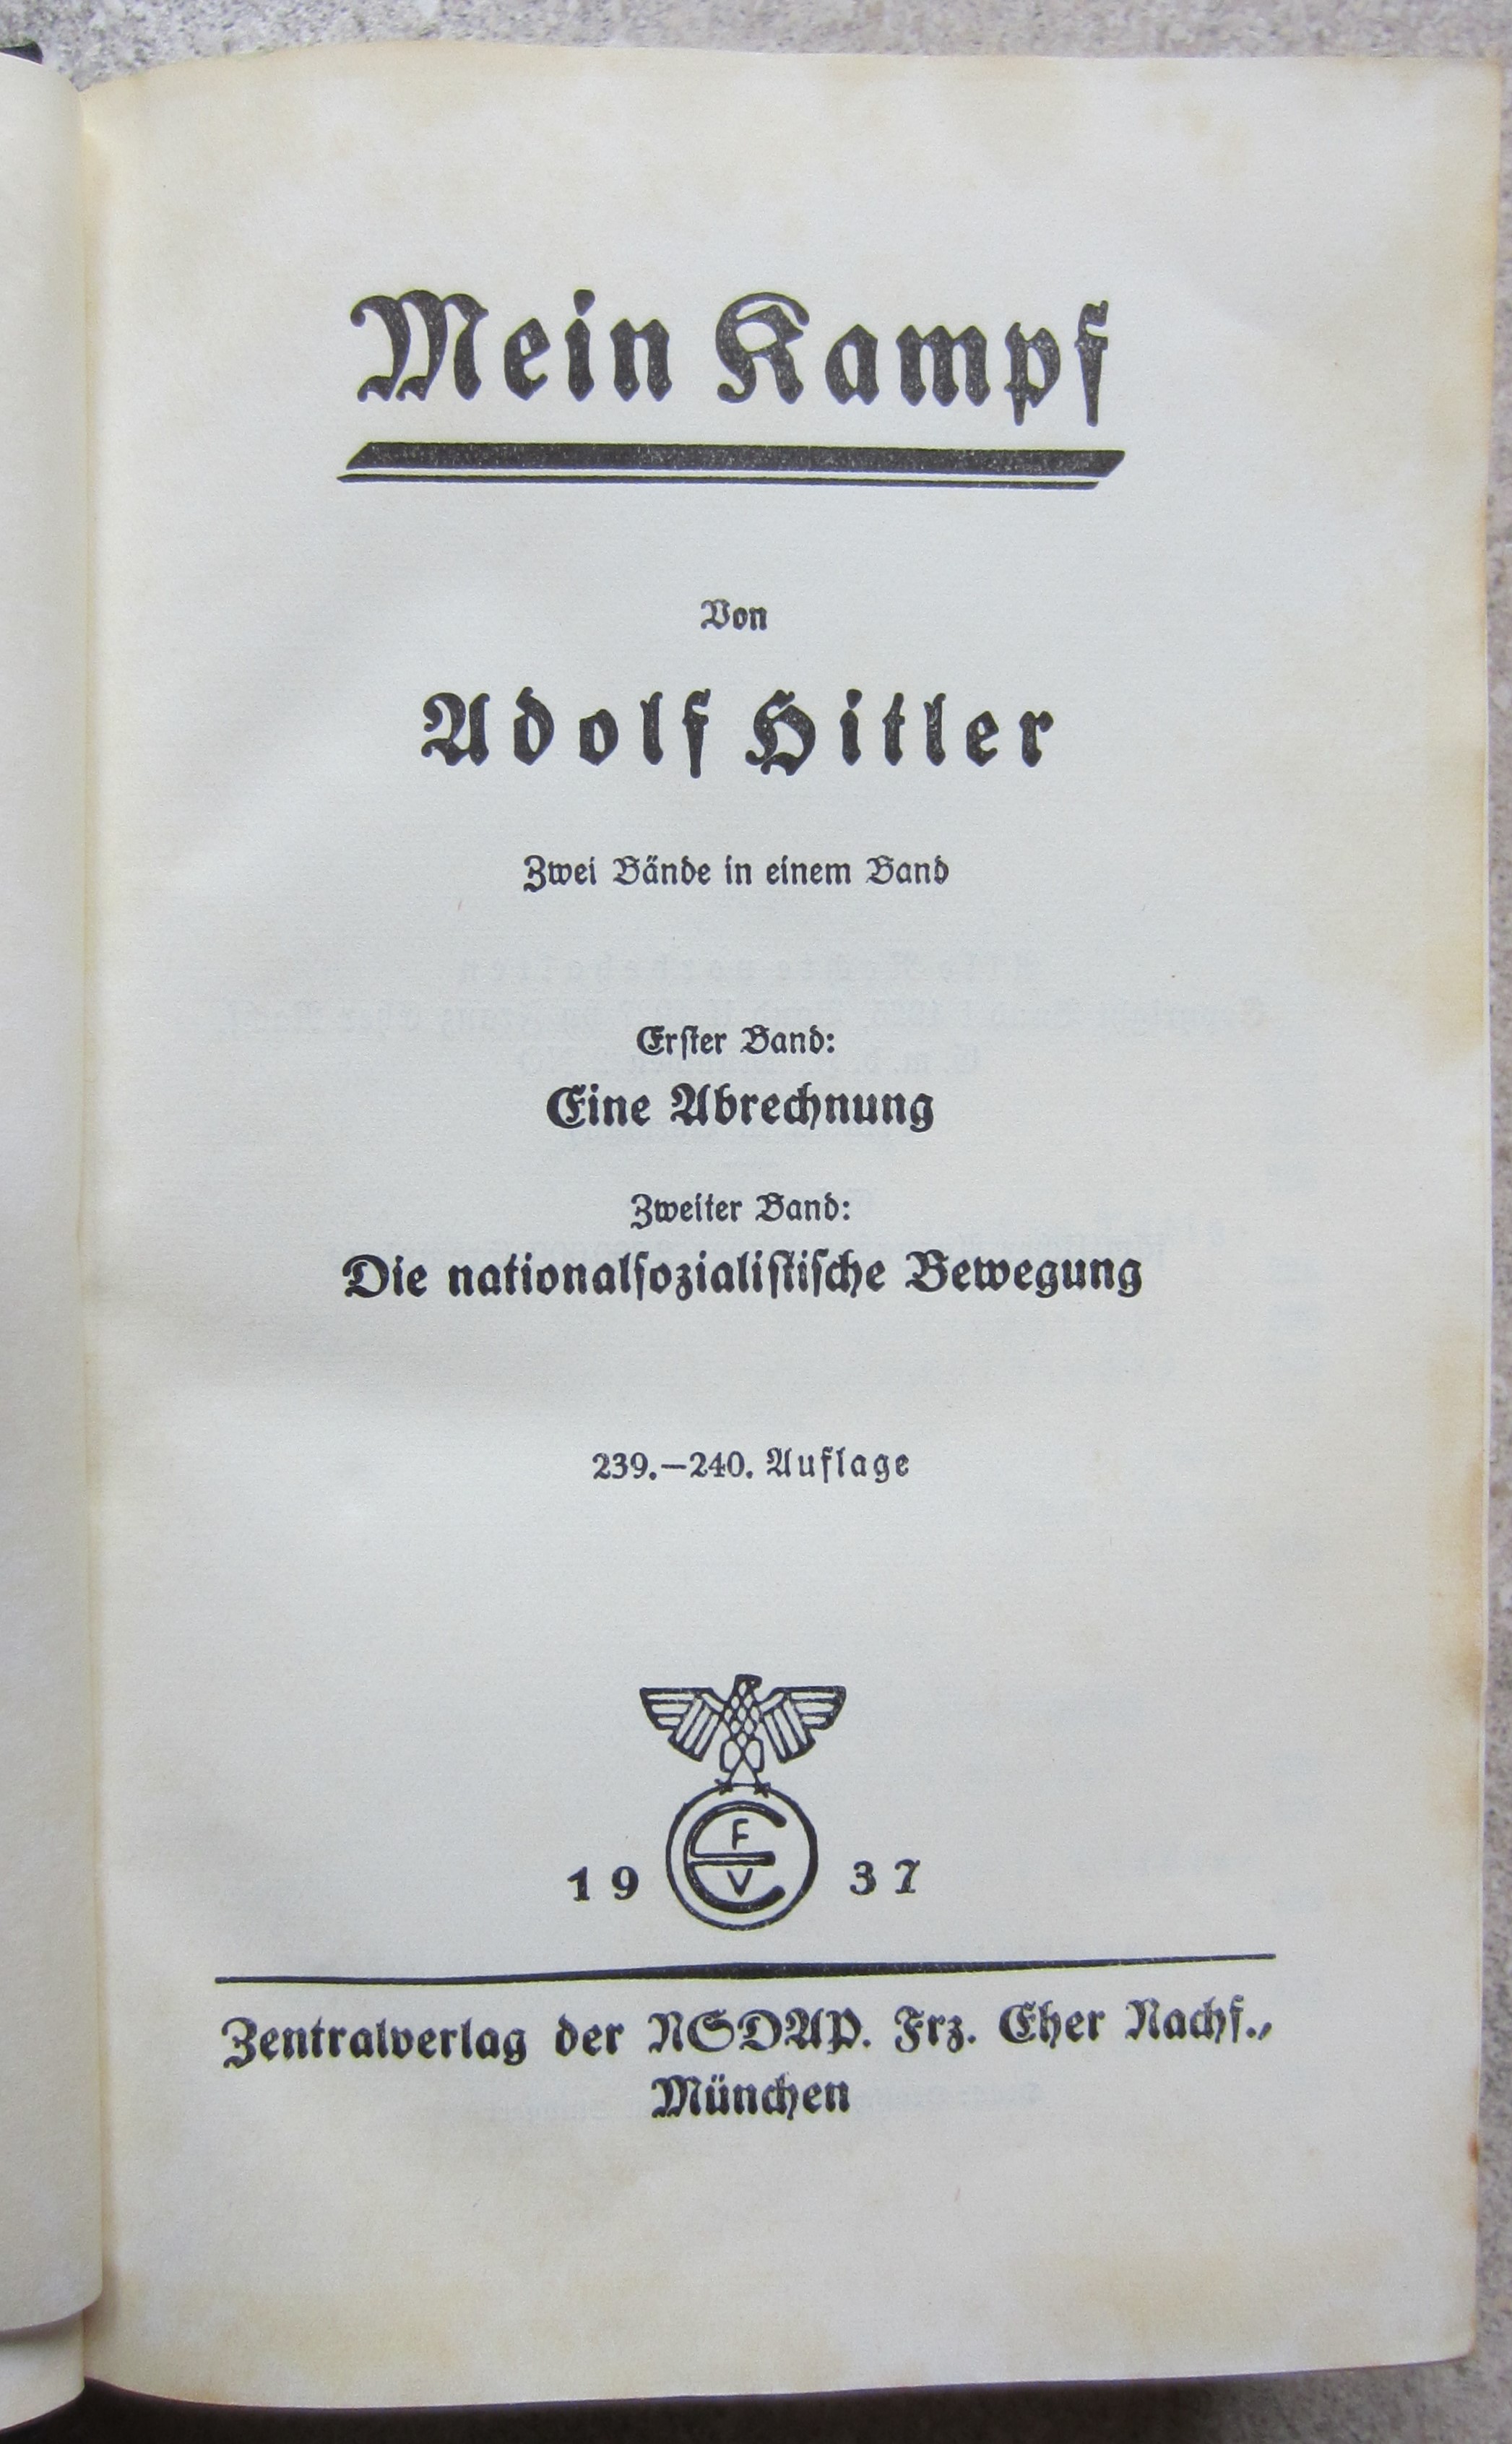 Mein Kampf
Von
Adolf Hitler
Zwei Bände in einem Band
Erſter Band:
Eine Abrechnung
Zweiter Band:
Die nationalſozialiſtiſche Bewegung
239.–240. Auflage
F
E
V
19 37
Zentralverlag der NSDAP. Frz. Eher Nachf.,
München